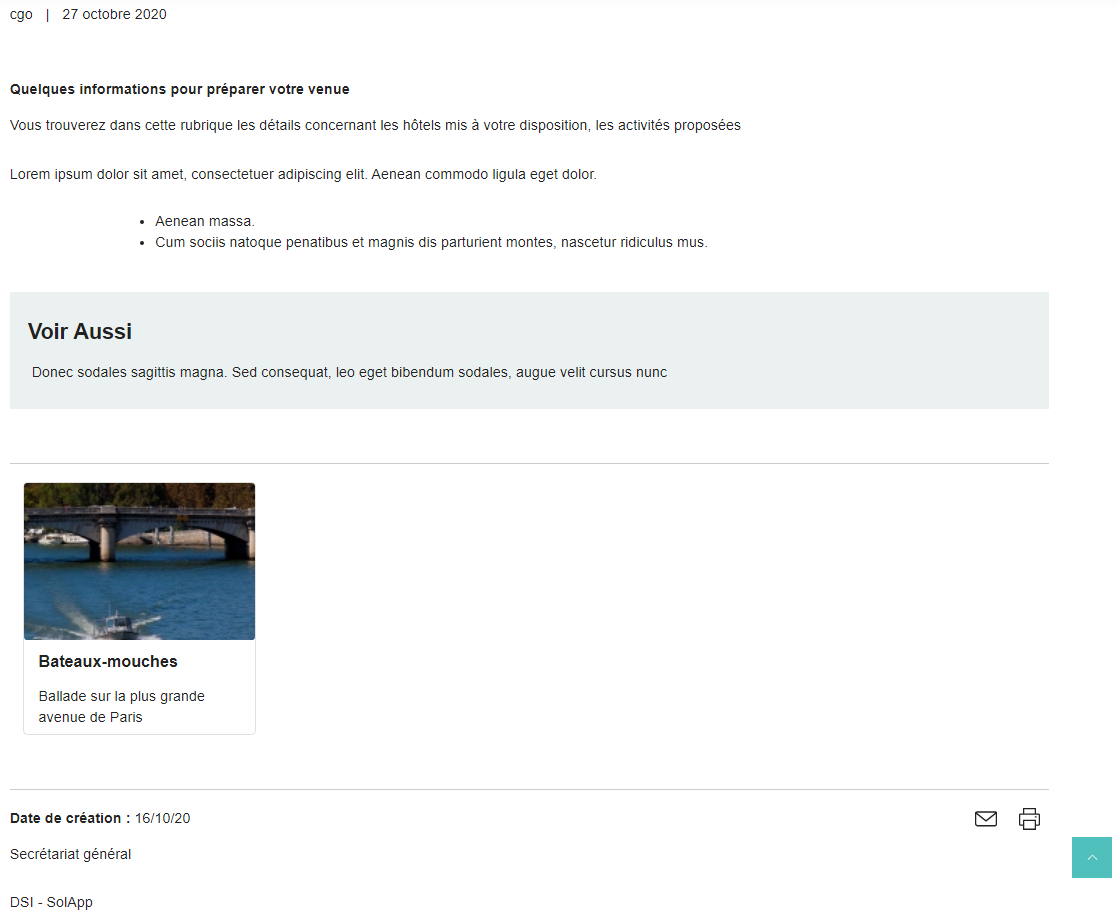 cgo | 27 octobre 2020
Quelques informations pour préparer votre venue
Vous trouverez dans cette rubrique les détails concernant les hôtels mis à votre disposition, les activités proposées
Lorem ipsum dolor sit amet, consectetuer adipiscing elit. Aenean commodo ligula eget dolor.
• Aenean massa.
• Cum sociis natoque penatibus et magnis dis parturient montes, nascetur ridiculus mus.
Voir Aussi
Donec sodales sagittis magna. Sed consequat, leo eget bibendum sodales, augue velit cursus nunc
Bateaux-mouches
Ballade sur la plus grande
avenue de Paris
Date de création : 16/10/20
Secrétariat général
DSI - SolApp